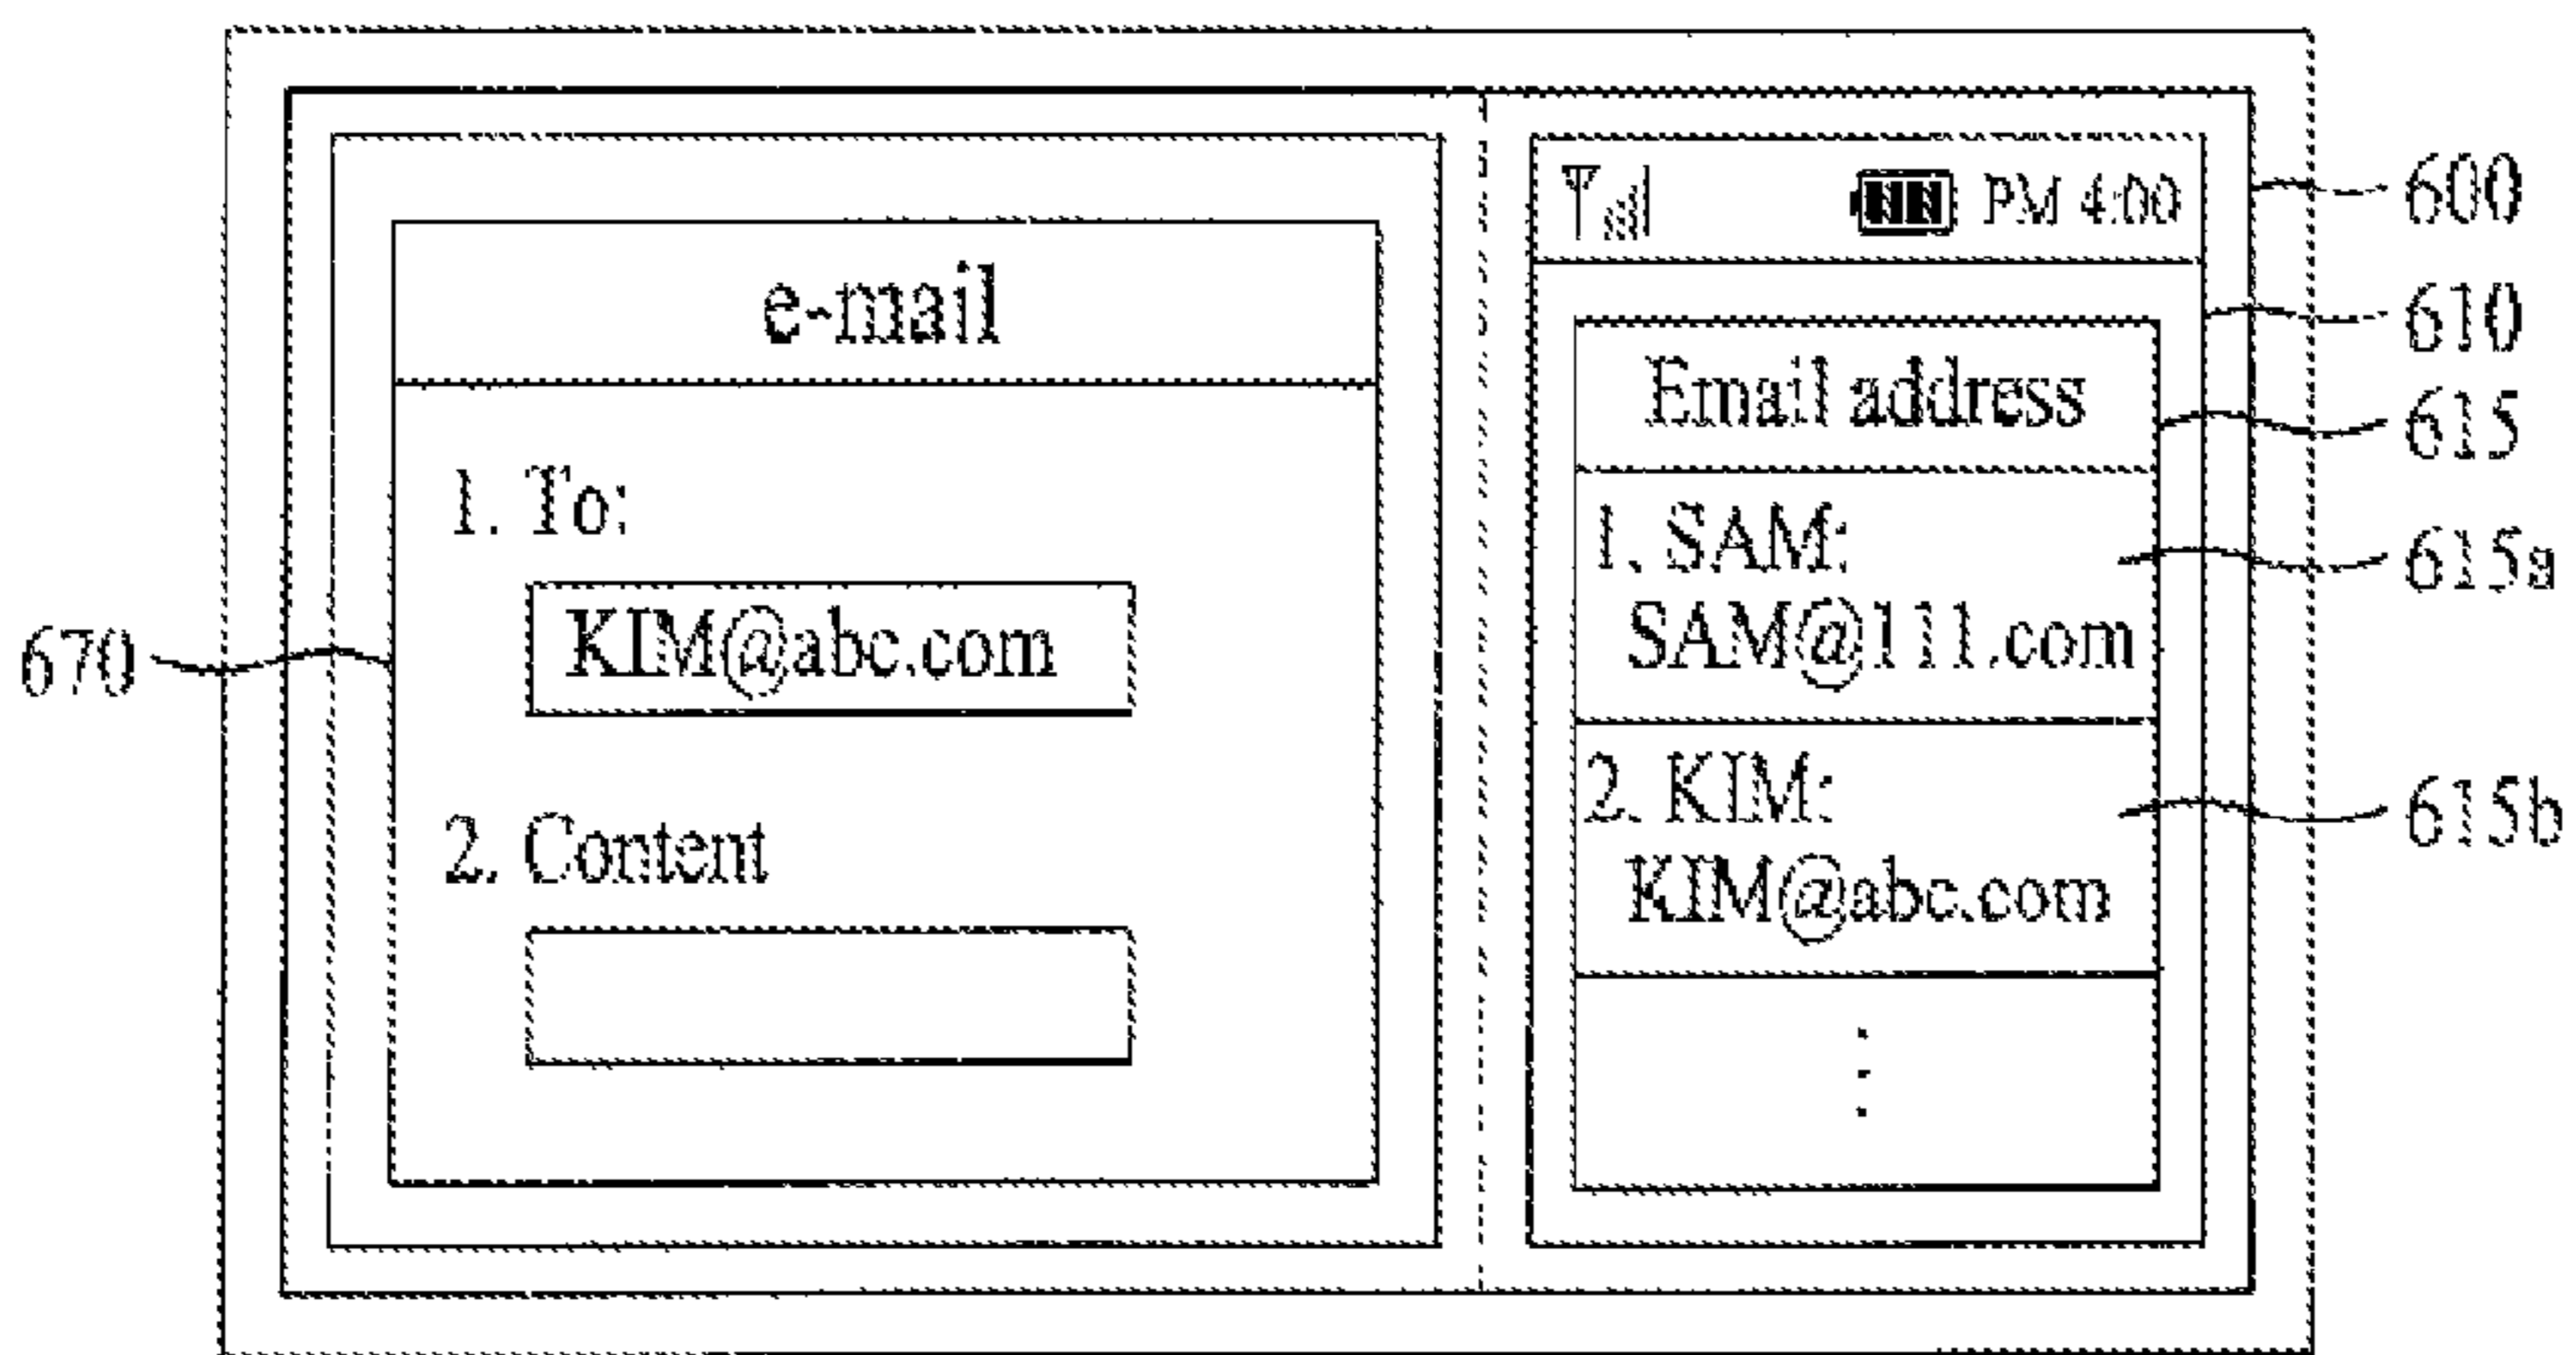 e-mail
1. To:
KIM@abc.com
2. Content
670
PM 4:00
Email address
1. SAM:
SAM@111.com
2. KIM:
KIM@abc.com
600
610
615
615a
615b